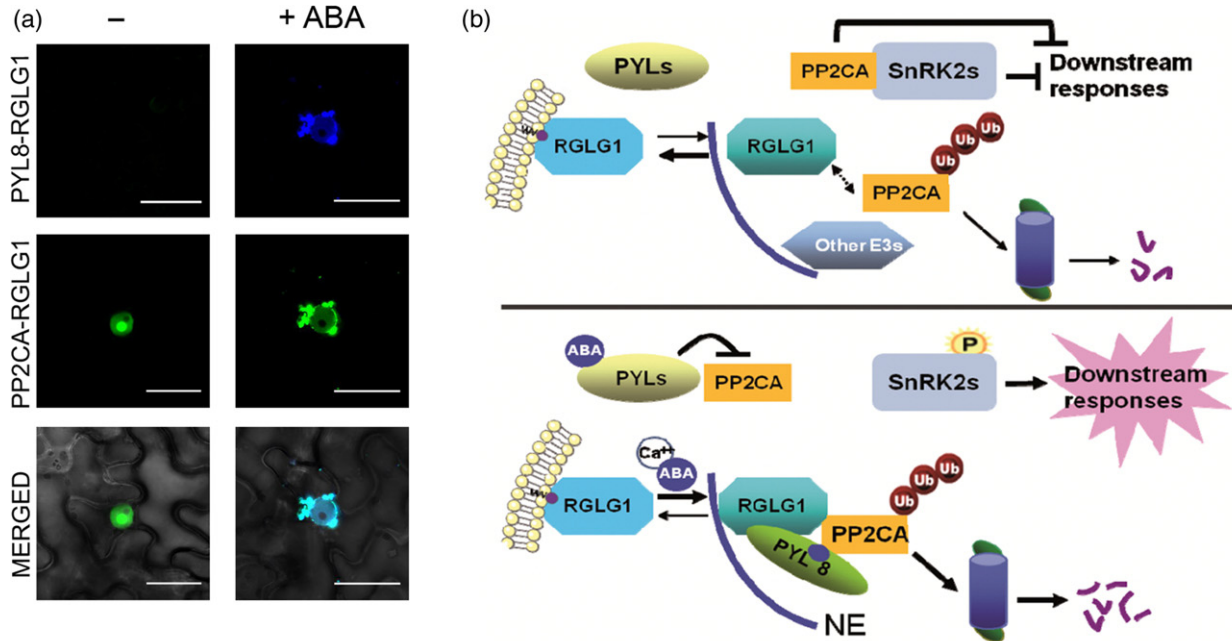 (a)
–
+ ABA
PYL8-RGLG1
PP2CA-RGLG1
MERGED
(b)
PYLs
PP2CA
SnRK2s
Downstream
responses
RGLG1
RGLG1
PP2CA
Ub
Ub
Ub
Other E3s
ABA
PYLs
PP2CA
P
SnRK2s
Downstream
responses
RGLG1
Ca++
ABA
RGLG1
PYL 8
PP2CA
Ub
Ub
Ub
NE